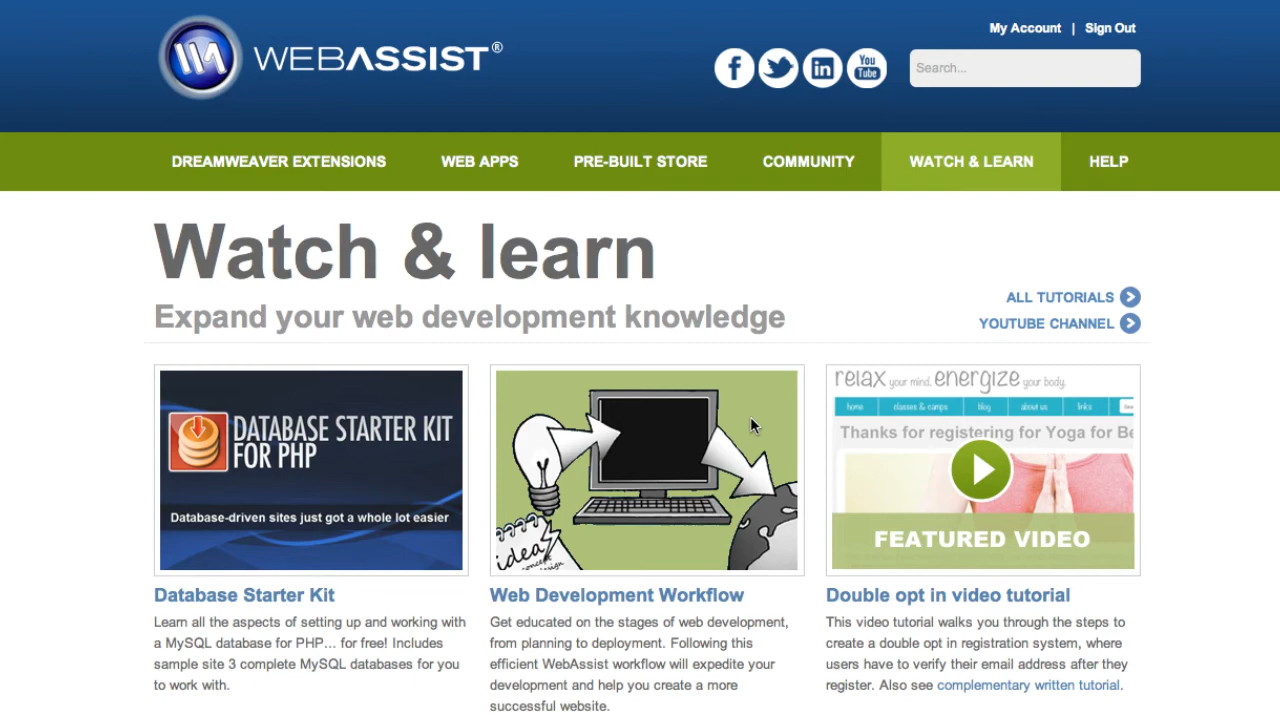 WEBASSIST®
My Account | Sign Out
You
Tube
Search...
DREAMWEAVER EXTENSIONS
WEB APPS
PRE-BUILT STORE
COMMUNITY
WATCH & LEARN
HELP
Watch & learn
Expand your web development knowledge
ALL TUTORIALS
YOUTUBE CHANNEL
DATABASE STARTER KIT
FOR PHP
Database-driven sites just got a whole lot easier
idea
concept
design
relax your mind. energize your body.
home classes & camps blog about us links
Thanks for registering for Yoga for Be
FEATURED VIDEO
Database Starter Kit
Learn all the aspects of setting up and working with
a MySQL database for PHP... for free! Includes
sample site 3 complete MySQL databases for you
to work with.
Web Development Workflow
Get educated on the stages of web development,
from planning to deployment. Following this
efficient WebAssist workflow will expedite your
development and help you create a more
successful website.
Double opt in video tutorial
This video tutorial walks you through the steps to
create a double opt in registration system, where
users have to verify their email address after they
register. Also see complementary written tutorial.